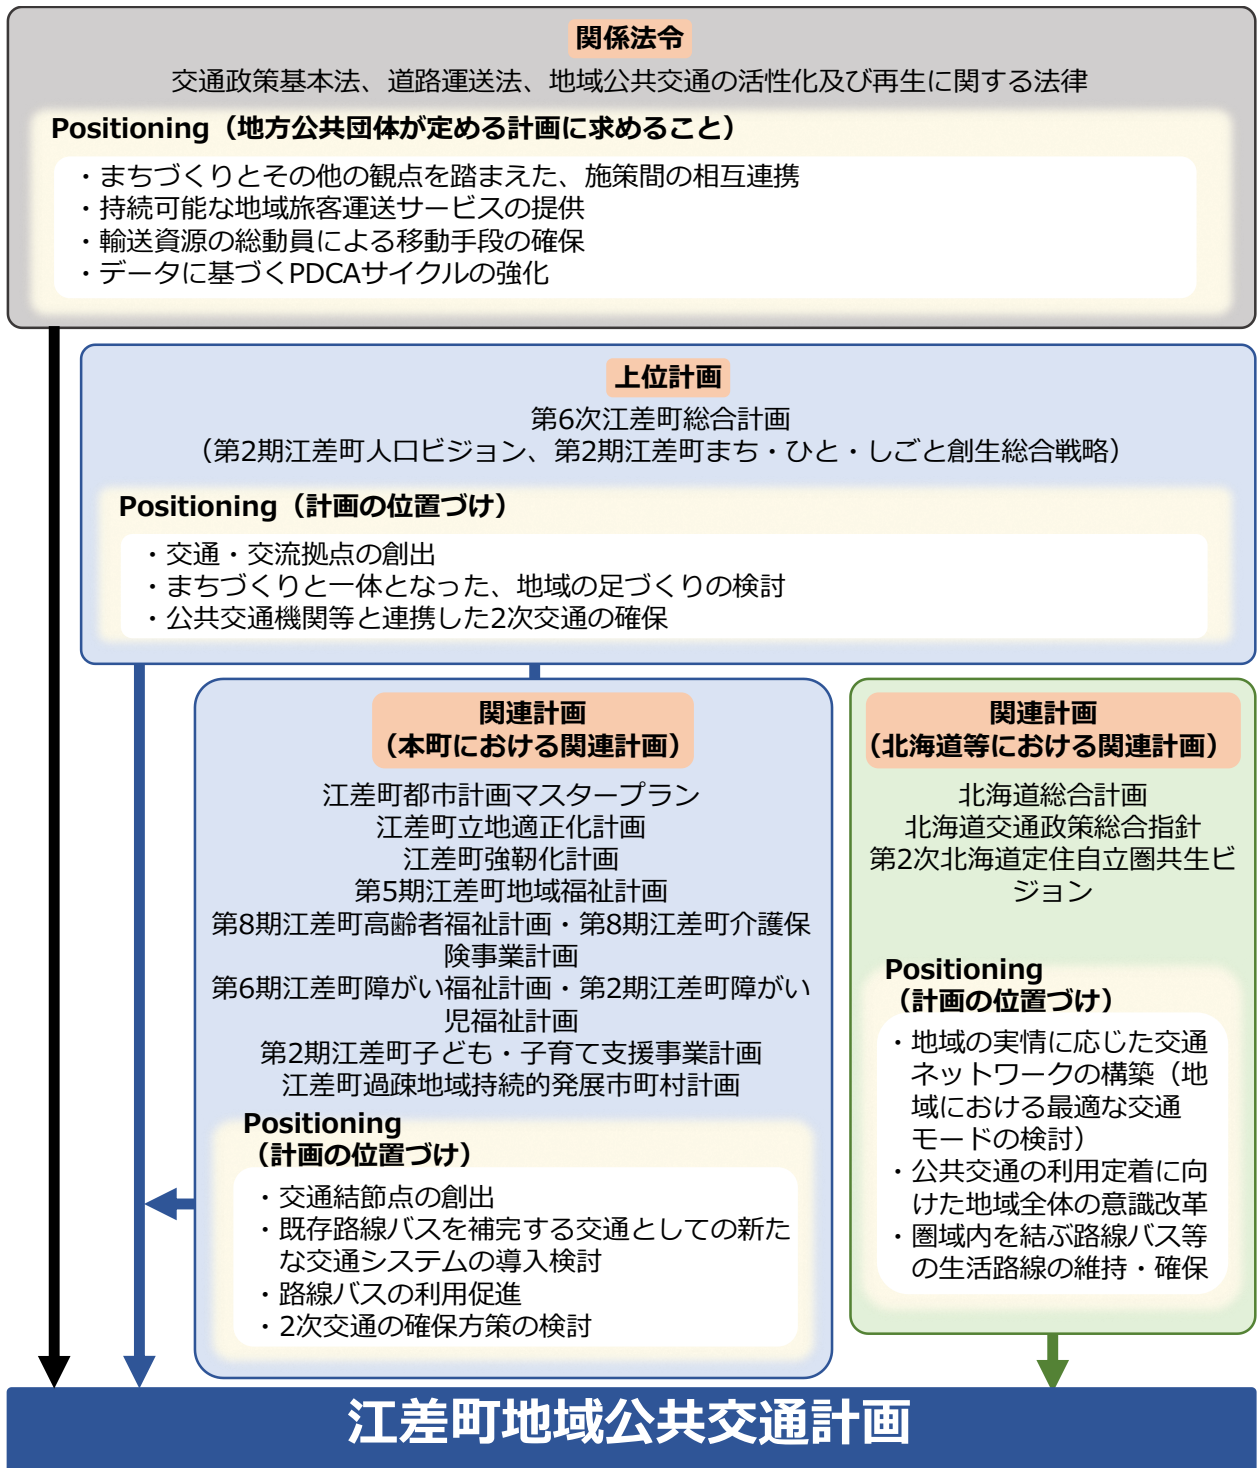 関係法令
交通政策基本法、道路運送法、地域公共交通の活性化及び再生に関する法律
Positioning（地方公共団体が定める計画に求めること）
・まちづくりとその他の観点を踏まえた、施策間の相互連携
・持続可能な地域旅客運送サービスの提供
・輸送資源の総動員による移動手段の確保
・データに基づくPDCAサイクルの強化
上位計画
第6次江差町総合計画
（第2期江差町人口ビジョン、第2期江差町まち・ひと・しごと創生総合戦略）
Positioning（計画の位置づけ）
・交通・交流拠点の創出
・まちづくりと一体となった、地域の足づくりの検討
・公共交通機関等と連携した2次交通の確保
関連計画
（本町における関連計画）
江差町都市計画マスタープラン
江差町立地適正化計画
江差町強靭化計画
第5期江差町地域福祉計画
第8期江差町高齢者福祉計画・第8期江差町介護保
険事業計画
第6期江差町障がい福祉計画・第2期江差町障がい
児福祉計画
第2期江差町子ども・子育て支援事業計画
江差町過疎地域持続的発展市町村計画
Positioning
（計画の位置づけ）
・交通結節点の創出
・既存路線バスを補完する交通としての新た
な交通システムの導入検討
・路線バスの利用促進
・2次交通の確保方策の検討
関連計画
（北海道等における関連計画）
北海道総合計画
北海道交通政策総合指針
第2次北海道定住自立圏共生ビ
ジョン
Positioning
（計画の位置づけ）
・地域の実情に応じた交通
ネットワークの構築（地
域における最適な交通
モードの検討）
・公共交通の利用定着に向
けた地域全体の意識改革
・圏域内を結ぶ路線バス等
の生活路線の維持・確保
江差町地域公共交通計画